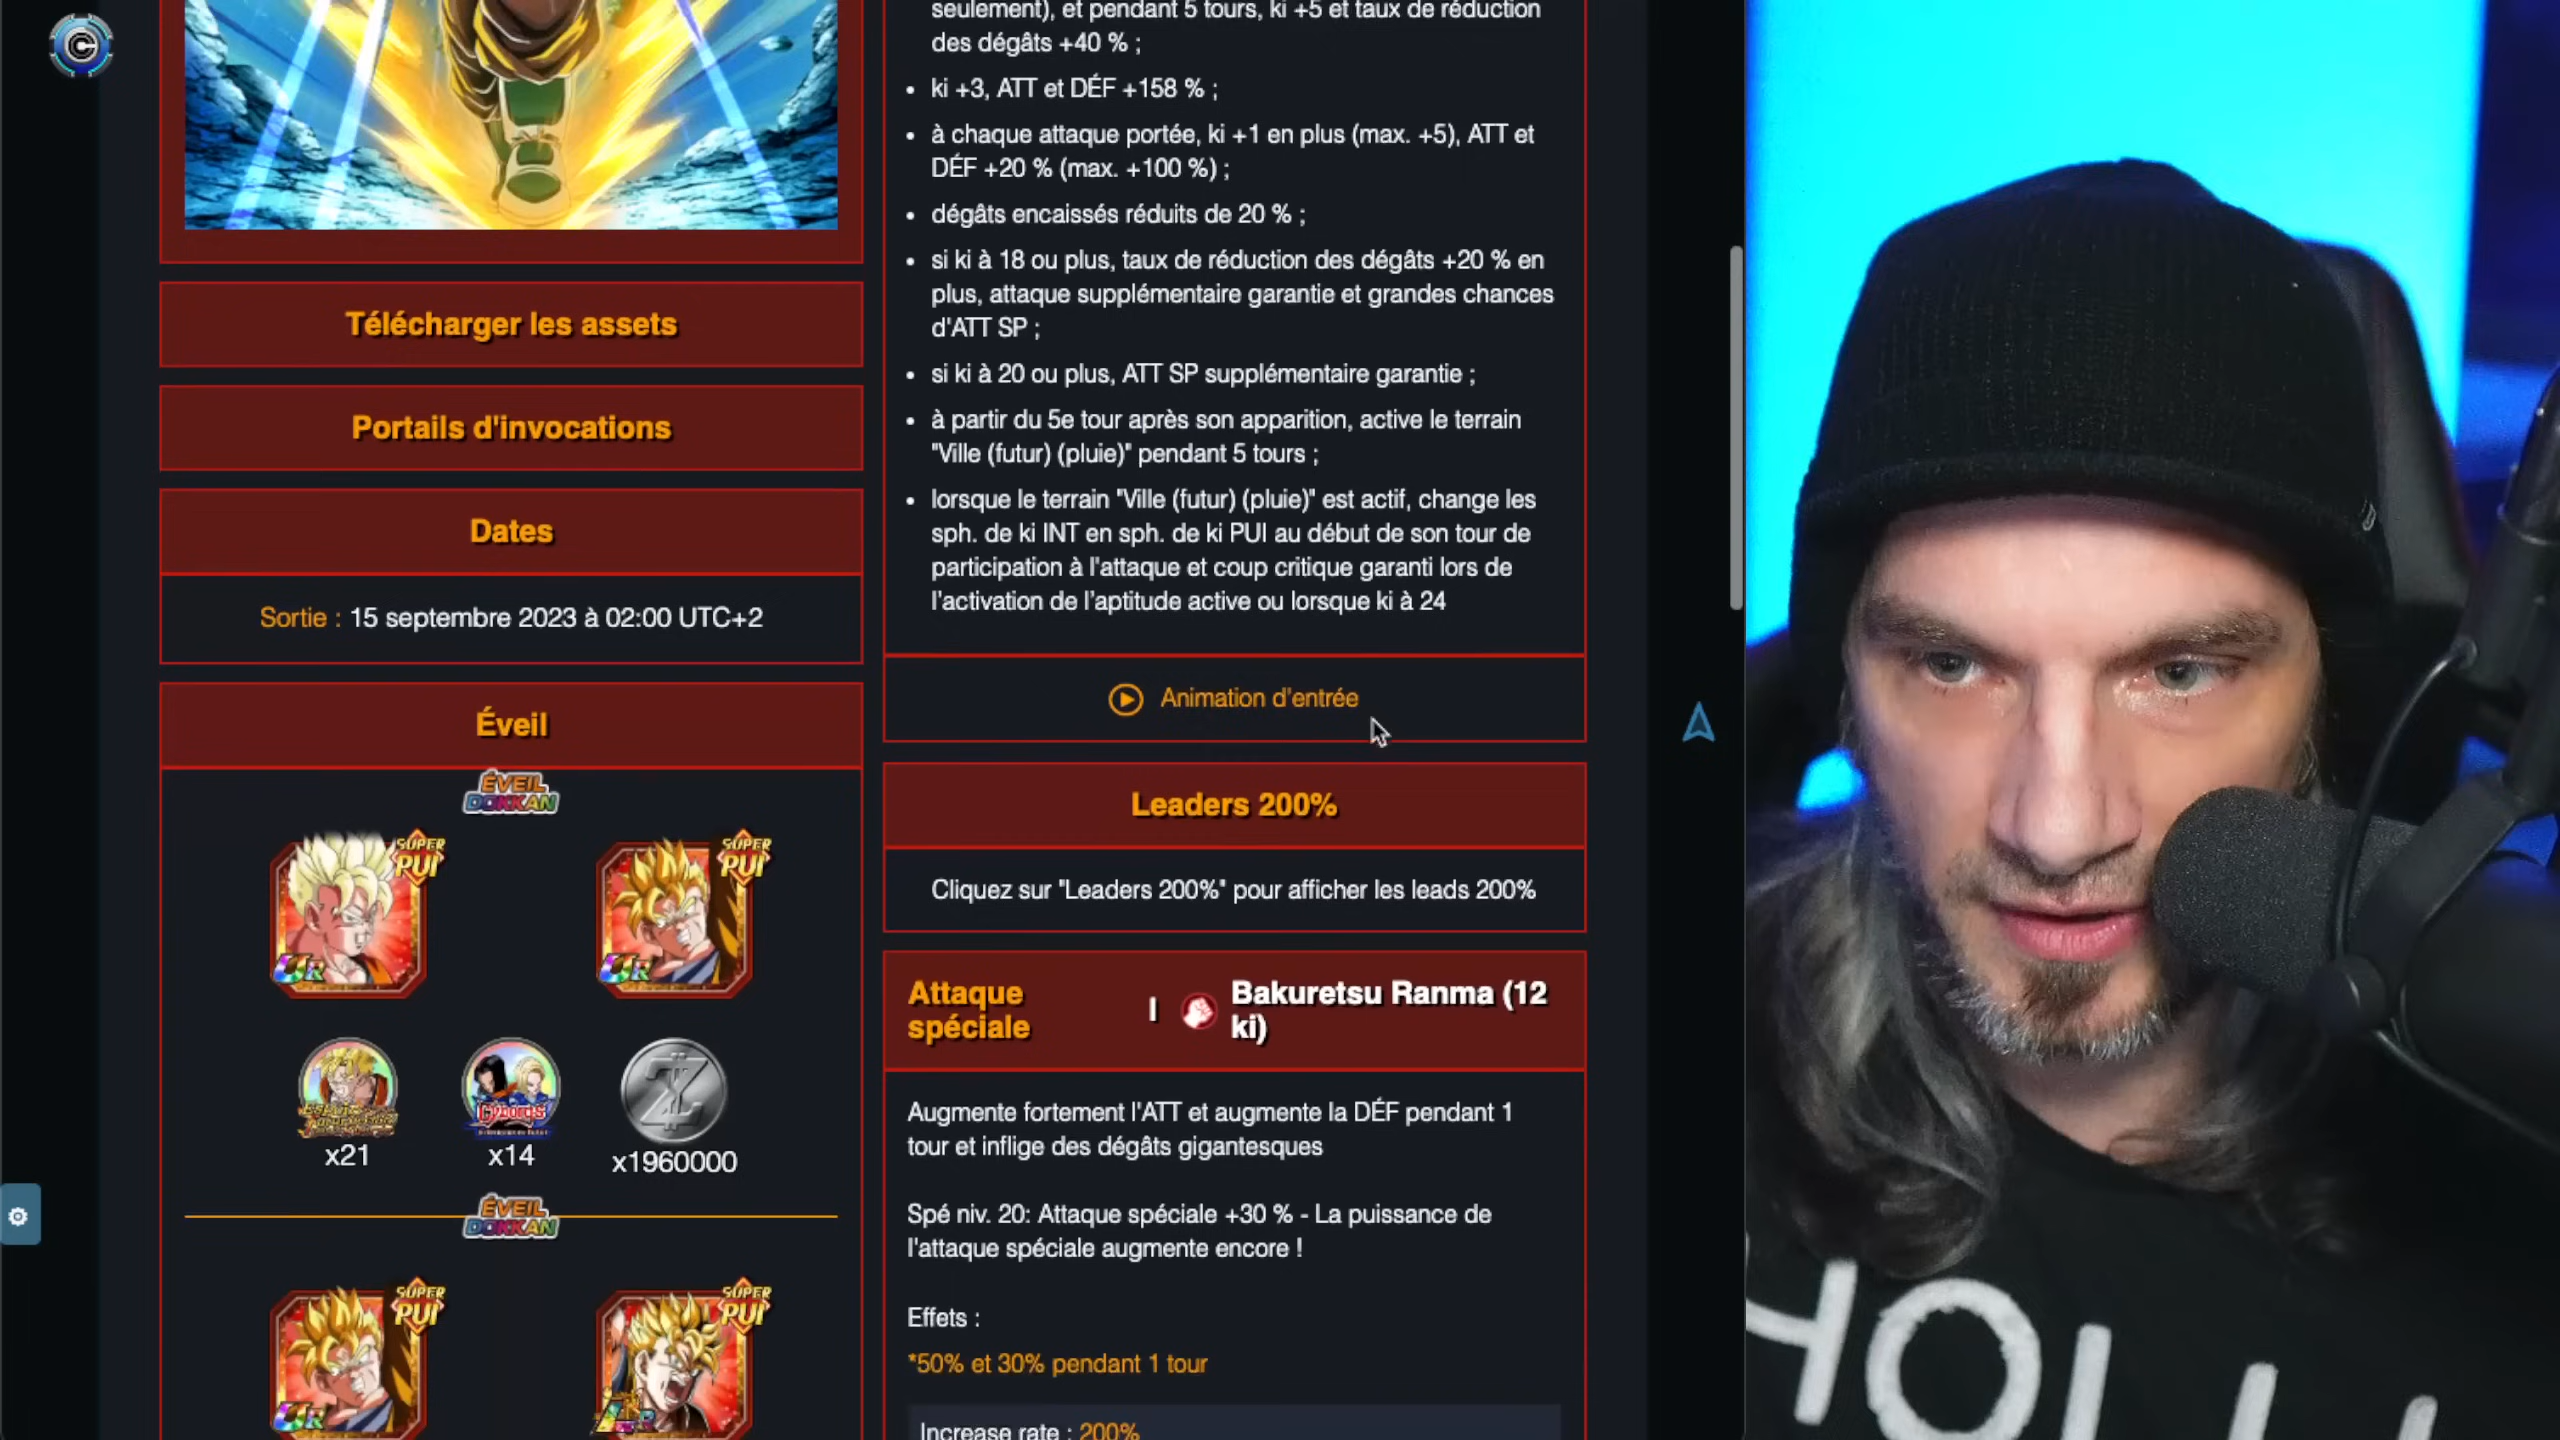 seulement), et pendant 5 tours, ki +5 et taux de réduction
des dégâts +40 % ;
• ki +3, ATT et DÉF +158 % ;
• à chaque attaque portée, ki +1 en plus (max. +5), ATT et
DÉF +20 % (max. +100 %) ;
• dégâts encaissés réduits de 20 % ;
• si ki à 18 ou plus, taux de réduction des dégâts +20 % en
plus, attaque supplémentaire garantie et grandes chances
d'ATT SP ;
• si ki à 20 ou plus, ATT SP supplémentaire garantie ;
• à partir du 5e tour après son apparition, active le terrain
"Ville (futur) (pluie)" pendant 5 tours ;
• lorsque le terrain "Ville (futur) (pluie)" est actif, change les
sph. de ki INT en sph. de ki PUI au début de son tour de
participation à l'attaque et coup critique garanti lors de
l'activation de l'aptitude active ou lorsque ki à 24
Animation d'entrée
Leaders 200%
Cliquez sur "Leaders 200%" pour afficher les leads 200%
Attaque
spéciale
|
Bakuretsu Ranma (12
ki)
Augmente fortement l'ATT et augmente la DÉF pendant 1
tour et inflige des dégâts gigantesques
Spé niv. 20: Attaque spéciale +30 % - La puissance de
l'attaque spéciale augmente encore !
Effets :
*50% et 30% pendant 1 tour
Increase rate : 200%
Télécharger les assets
Portails d'invocations
Dates
Sortie : 15 septembre 2023 à 02:00 UTC+2
Éveil
ÉVEIL
DOKKAN
SUPER
PUI
UR
SUPER
PUI
UR
Cyborgs
x21
x14
x1960000
ÉVEIL
DOKKAN
SUPER
PUI
UR
SUPER
PUI
LR